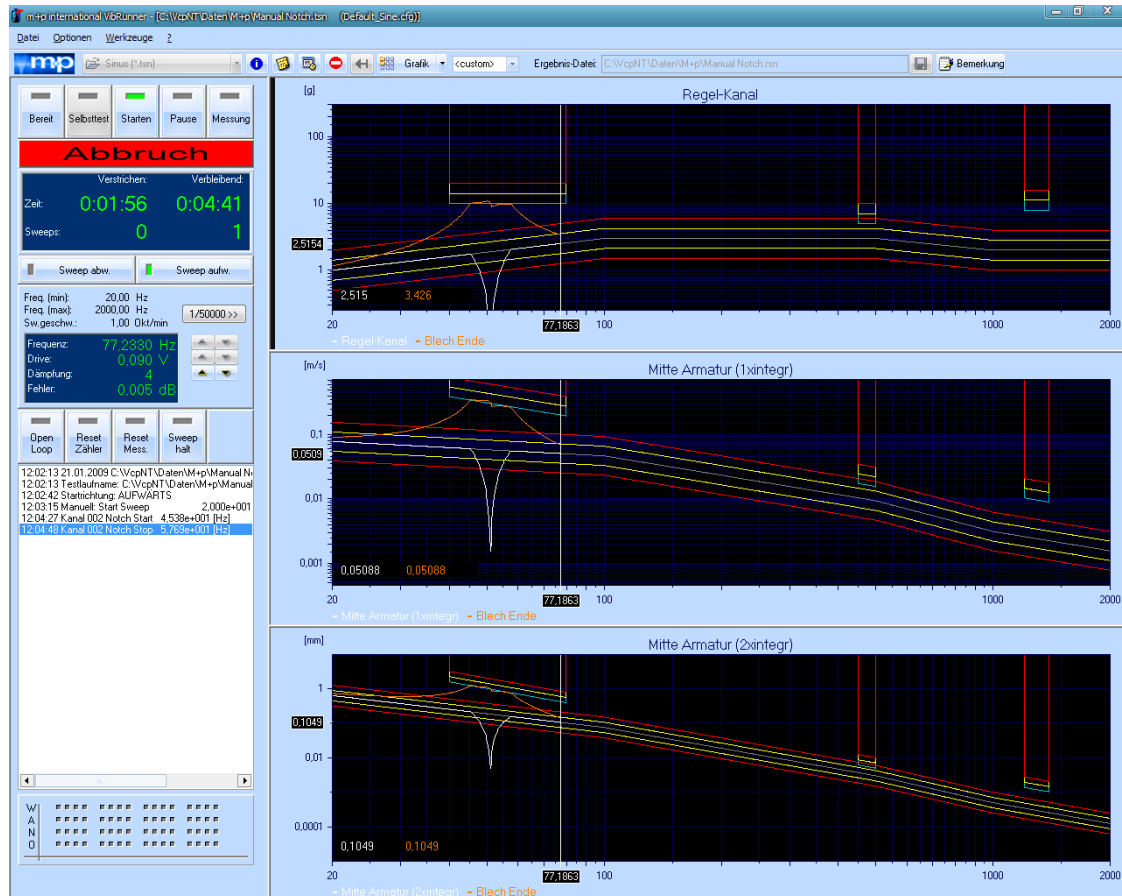 m+p international VibRunner - [C:\VcpNT\Daten\M+p\Manual Notch.tsn (Default_Sine.cfg)]
Datei Optionen Werkzeuge ?
mp Sinus (*.tsn) Grafik <custom> Ergebnis-Datei: C:\VcpNT\Daten\M+p\Manual Notch.rsn Bemerkung
Bereit Selbsttest Starten Pause Messung
Abbruch
Verstrichen: Verbleibend:
Zeit: 0:01:56 0:04:41
Sweeps: 0 1
Sweep abw. Sweep aufw.
Freq. (min): 20,00 Hz
Freq. (max): 2000,00 Hz
Sw.geschw.: 1,00 Okt/min
1/50000 >>
Frequenz: 77,2330 Hz
Drive: 0,090 V
Dämpfung: 4
Fehler: 0,005 dB
Open Loop Reset Zähler Reset Mess. Sweep halt
12:02:13 21.01.2009 C:\VcpNT\Daten\M+p\Manual N
12:02:13 Testlaufname: C:\VcpNT\Daten\M+p\Manual
12:02:42 Startrichtung: AUFWÄRTS
12:03:15 Manuell: Start Sweep 2,000e+001
12:04:27 Kanal 002 Notch Start 4,538e+001 [Hz]
12:04:48 Kanal 002 Notch Stop 5,769e+001 [Hz]
W
A
N
O
[g] Regel-Kanal
100
10
2,5154
1
2,515 3,426
20 77,1863 100 1000 2000
Regel-Kanal Blech Ende
[m/s] Mitte Armatur (1xintegr)
0,1
0,0509
0,01
0,001
0,05088 0,05088
20 77,1863 100 1000 2000
Mitte Armatur (1xintegr) Blech Ende
[mm] Mitte Armatur (2xintegr)
1
0,1049
0,01
0,0001
0,1049 0,1049
20 77,1863 100 1000 2000
Mitte Armatur (2xintegr) Blech Ende